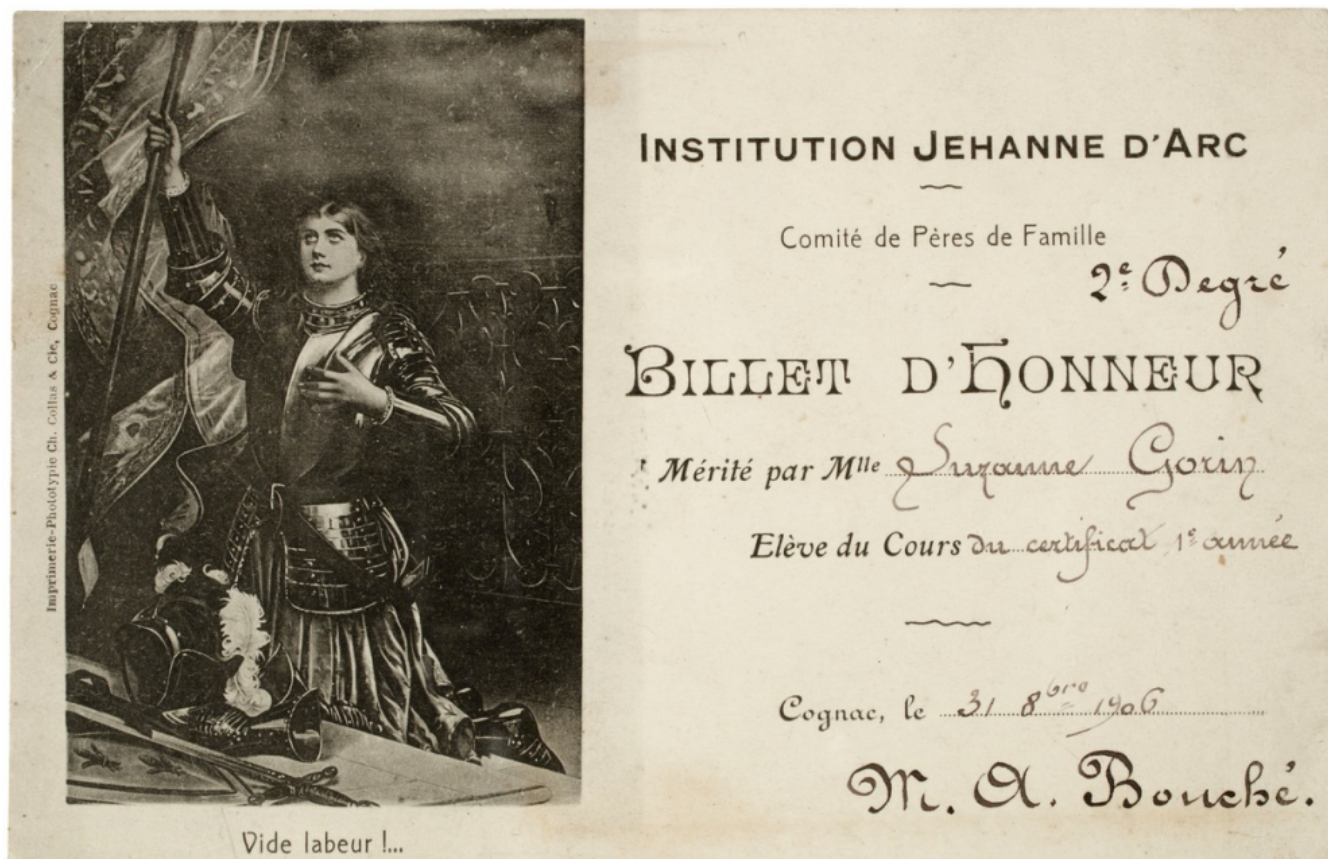 Imprimerie-Phototypie Ch. Collas & Cie, Cognac
Vide labeur !...
INSTITUTION JEHANNE D'ARC
Comité de Pères de Famille
2e Degré
BILLET D'HONNEUR
Mérité par Mlle Suzanne Gorin
Elève du Cours du certificat 1e année
Cognac, le 31 8bre 1906
M. A. Bouché.